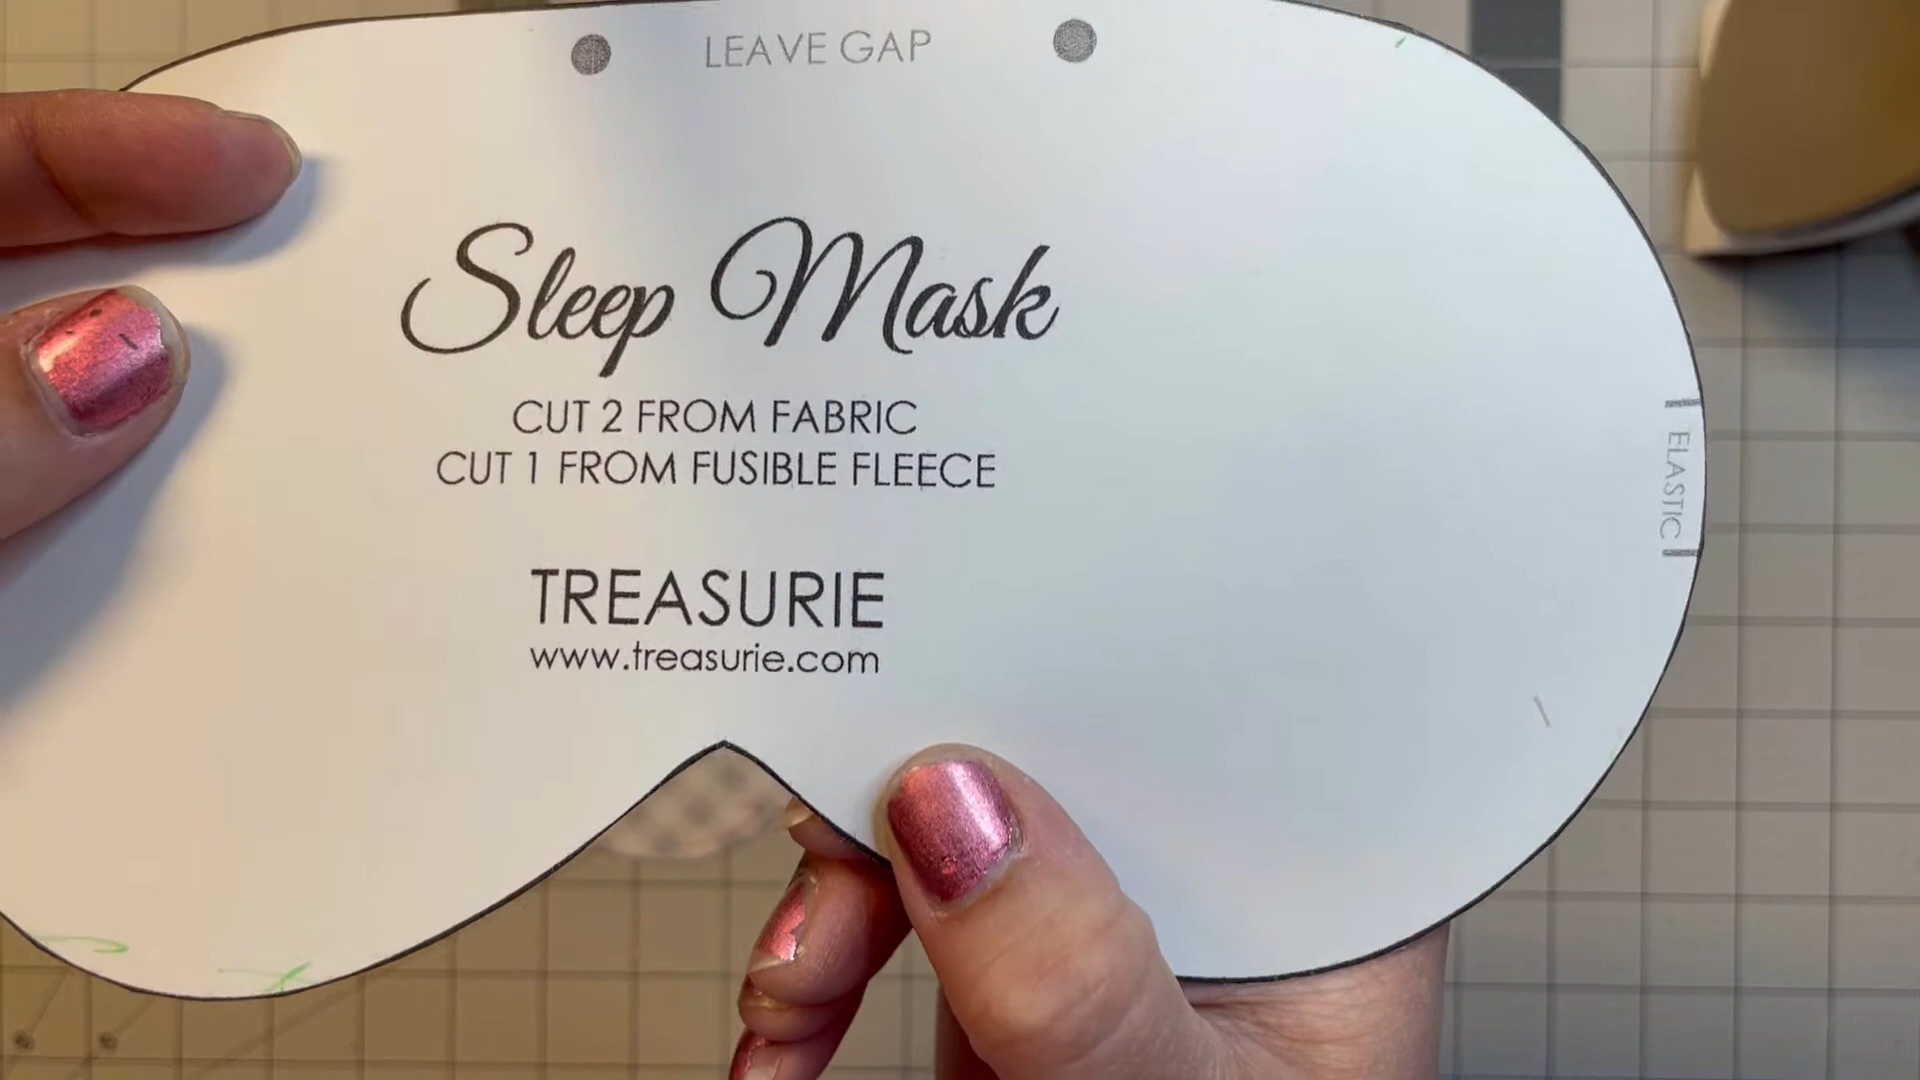 LEAVE GAP
Sleep Mask
CUT 2 FROM FABRIC
CUT 1 FROM FUSIBLE FLEECE
ELASTIC
TREASURIE
www.treasurie.com